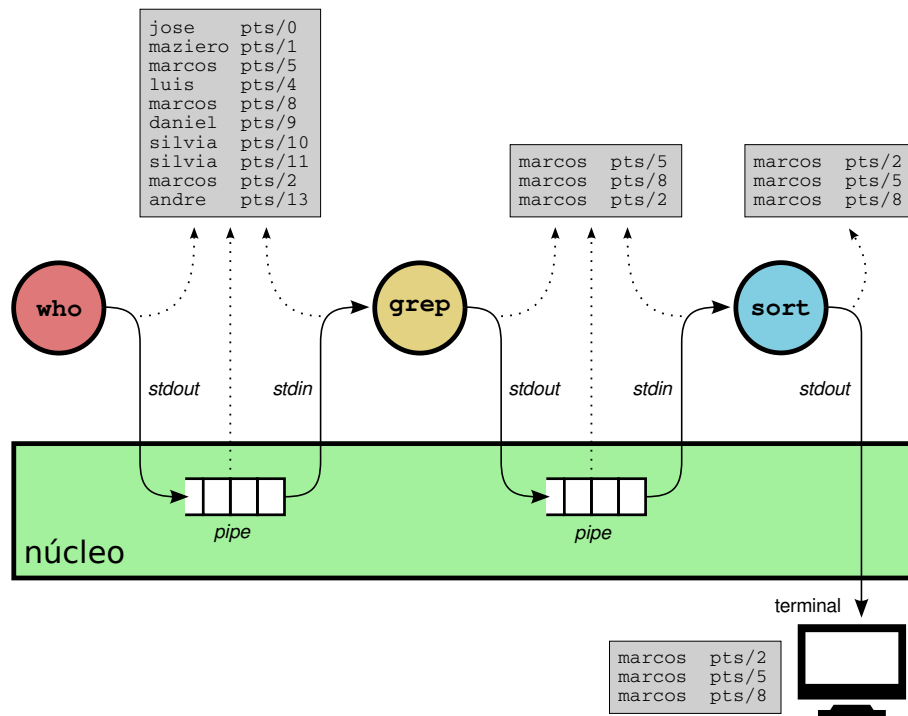 jose     pts/0
maziero  pts/1
marcos   pts/5
luis     pts/4
marcos   pts/8
daniel   pts/9
silvia   pts/10
silvia   pts/11
marcos   pts/2
andre    pts/13
marcos  pts/5
marcos  pts/8
marcos  pts/2
marcos  pts/2
marcos  pts/5
marcos  pts/8
who
grep
sort
stdout
stdin
stdout
stdin
stdout
pipe
pipe
núcleo
terminal
marcos  pts/2
marcos  pts/5
marcos  pts/8